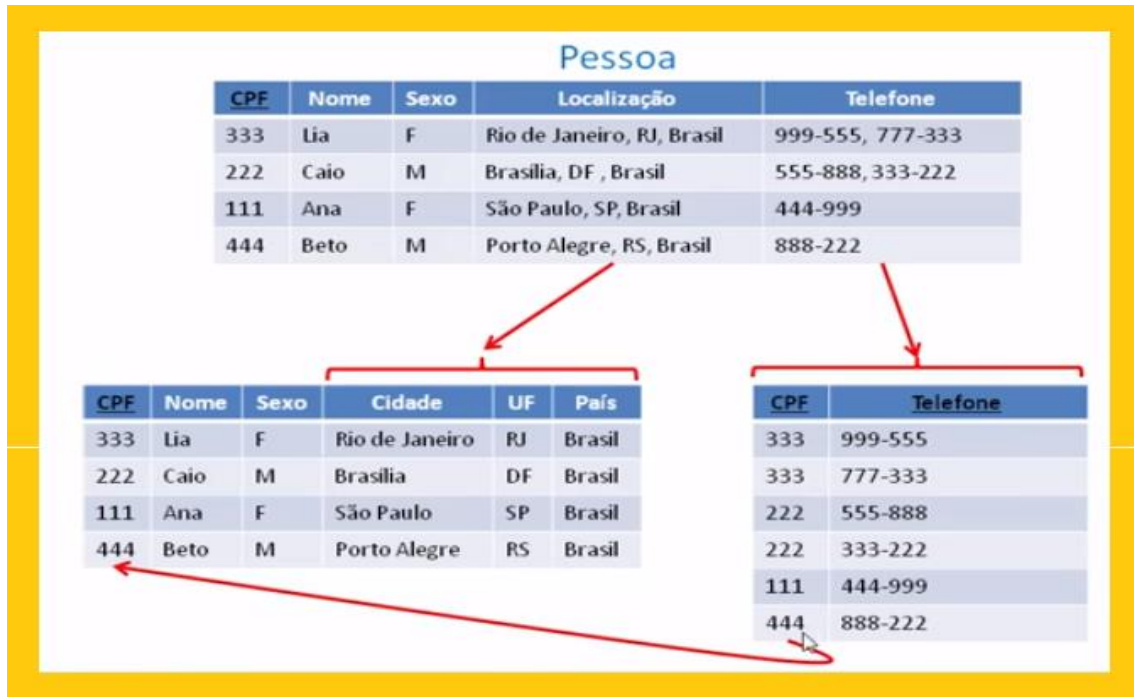 Pessoa
CPF Nome Sexo Localização Telefone
333 Lia F Rio de Janeiro, RJ, Brasil 999-555, 777-333
222 Caio M Brasília, DF , Brasil 555-888, 333-222
111 Ana F São Paulo, SP, Brasil 444-999
444 Beto M Porto Alegre, RS, Brasil 888-222
CPF Nome Sexo Cidade UF País
333 Lia F Rio de Janeiro RJ Brasil
222 Caio M Brasília DF Brasil
111 Ana F São Paulo SP Brasil
444 Beto M Porto Alegre RS Brasil
CPF Telefone
333 999-555
333 777-333
222 555-888
222 333-222
111 444-999
444 888-222